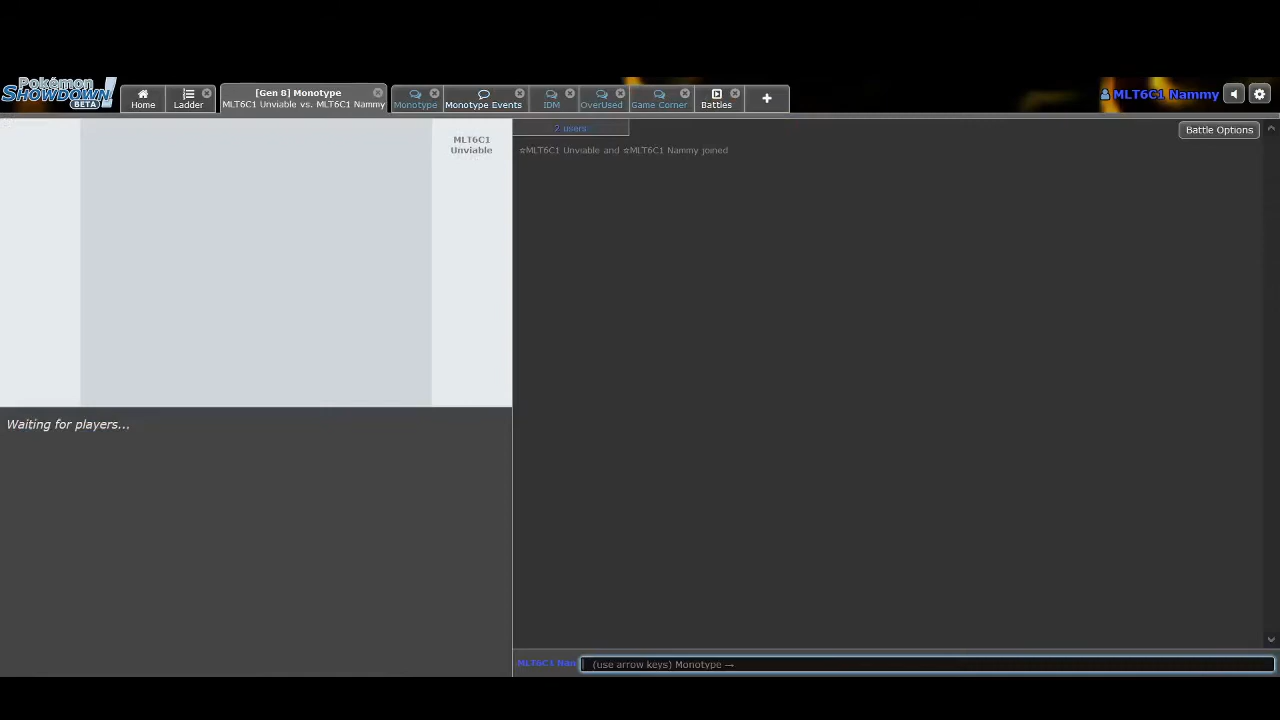 Pokémon
SHOWDOWN!
BETA
Home
Ladder
[Gen 8] Monotype
MLT6C1 Unviable vs. MLT6C1 Nammy
Monotype
Monotype Events
IDM
OverUsed
Game Corner
Battles
+
MLT6C1 Nammy
MLT6C1
Unviable
2 users
Battle Options
☆MLT6C1 Unviable and ☆MLT6C1 Nammy joined
Waiting for players...
MLT6C1 Nan
(use arrow keys) Monotype →